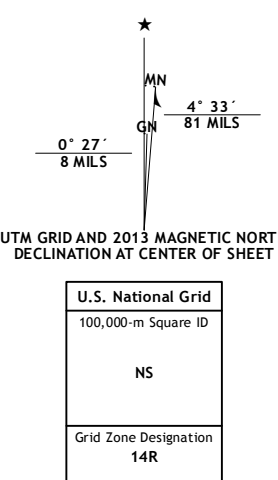 ★
MN
GN
4° 33´
81 MILS
0° 27´
8 MILS
UTM GRID AND 2013 MAGNETIC NORT
DECLINATION AT CENTER OF SHEET
U.S. National Grid
100,000-m Square ID
NS
Grid Zone Designation
14R